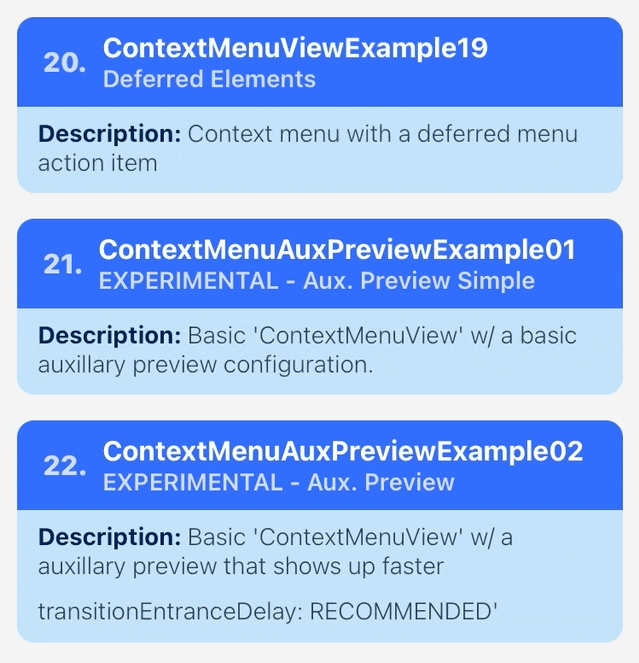 20. ContextMenuViewExample19
Deferred Elements
Description: Context menu with a deferred menu
action item
21. ContextMenuAuxPreviewExample01
EXPERIMENTAL - Aux. Preview Simple
Description: Basic 'ContextMenuView' w/ a basic
auxillary preview configuration.
22. ContextMenuAuxPreviewExample02
EXPERIMENTAL - Aux. Preview
Description: Basic 'ContextMenuView' w/ a
auxillary preview that shows up faster
transitionEntranceDelay: RECOMMENDED'